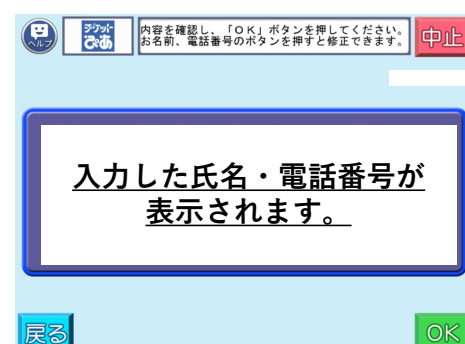 ヘルプ
チケット
ぴあ
内容を確認し、「OK」ボタンを押してください。
お名前、電話番号のボタンを押すと修正できます。
中止
入力した氏名・電話番号が
表示されます。
戻る
OK